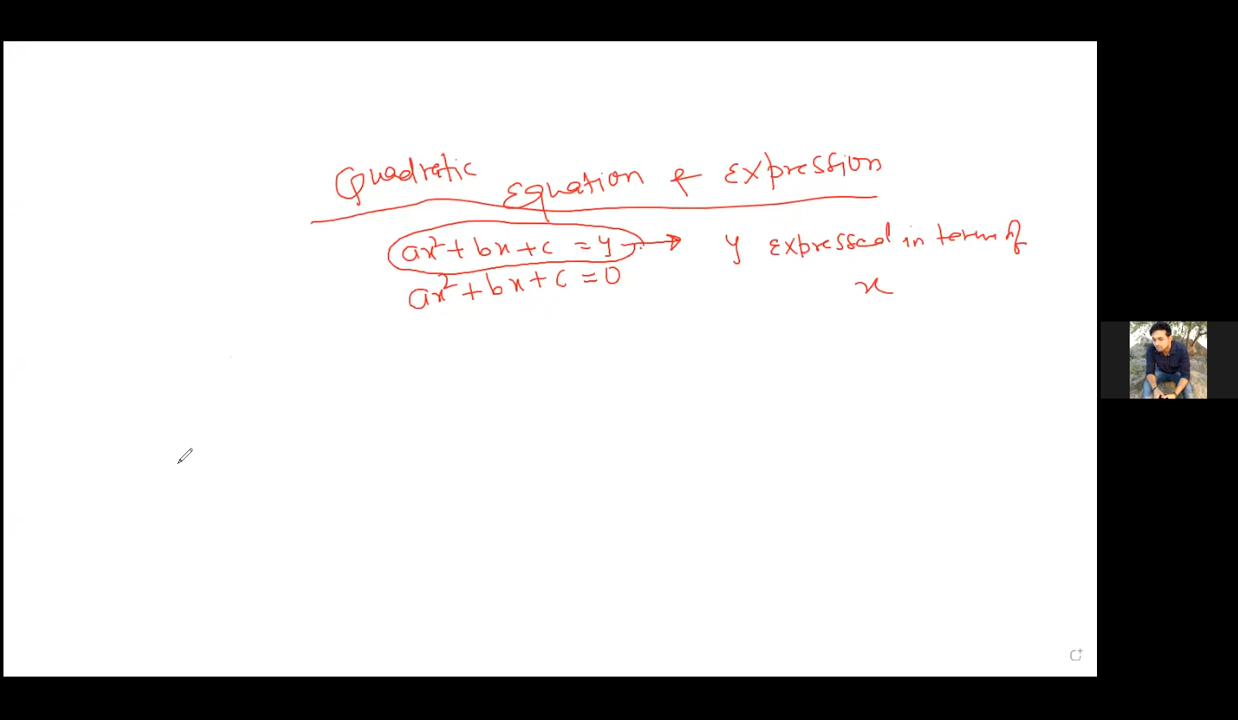 Quadratic Equation & Expression
ax²+bx+c = y → y expressed in term of
x
ax²+bx+c = 0